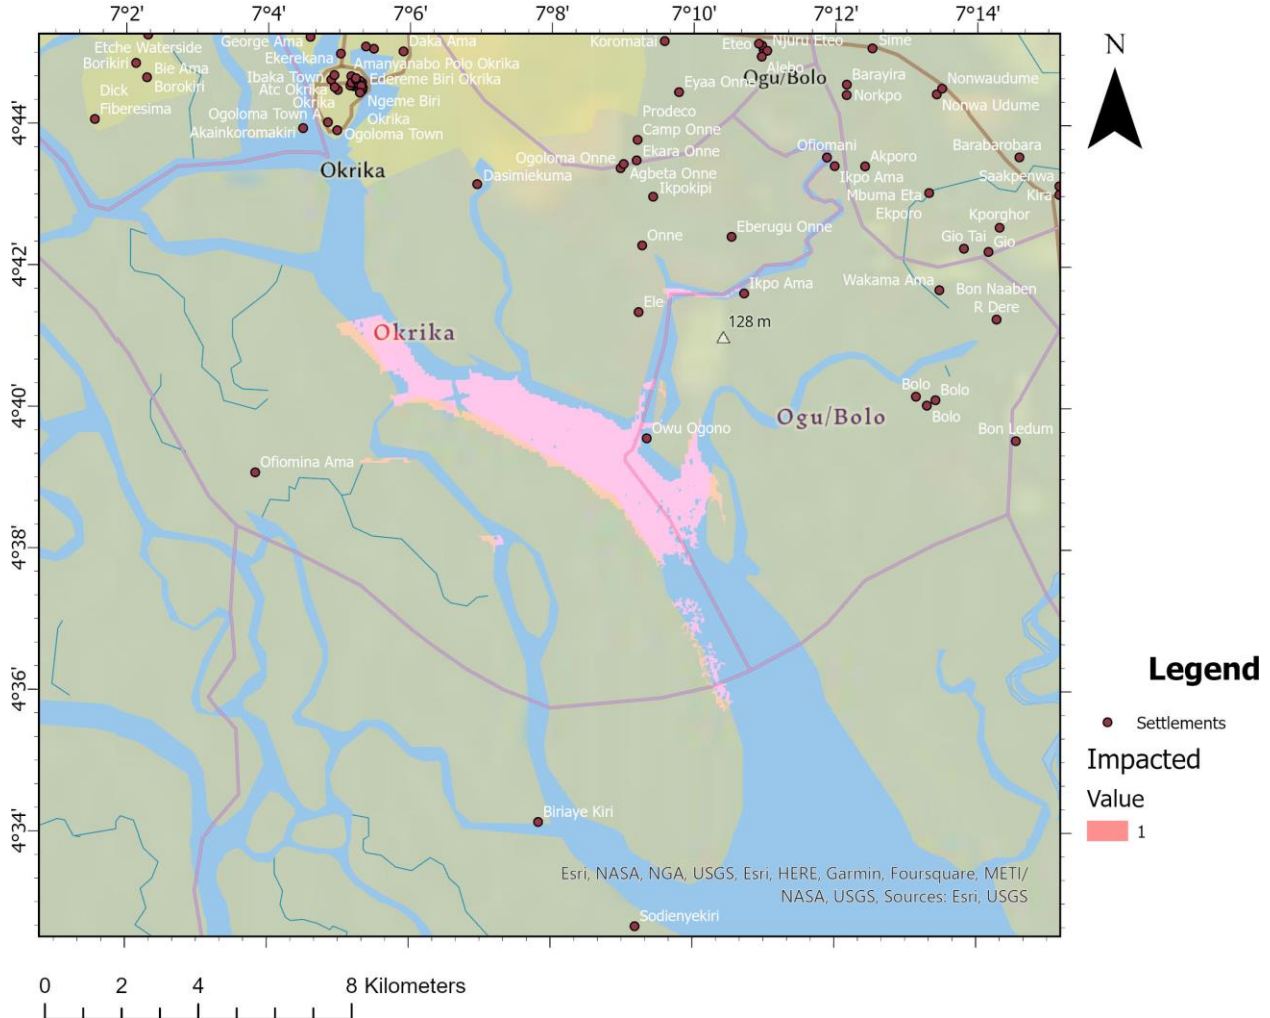 7°2' 7°4' 7°6' 7°8' 7°10' 7°12' 7°14'
N
Etche Waterside
George Ama
Daka Ama
Koromatai
Eteo
Njuru Eteo
Sime
Borikiri
Ekerekana
Amanyanabo Polo Okrika
Alebo
Bie Ama
Ibaka Town
Edereme Biri Okrika
Eyaa Onne
Ogu/Bolo
Barayira
Nonwaudume
Borokiri
Atc Okrika
Dick
Fiberesima
Okrika
Ngeme Biri
Okrika
Prodeco
Norkpo
Nonwa Udume
Ogoloma Town A
Akainkoromakiri
Ogoloma Town
Camp Onne
4°44'
Okrika
Ogoloma Onne
Ekara Onne
Ofiomani
Akporo
Barabarobara
Dasimiekuma
Agbeta Onne
Ikpo Ama
Saakpenwa
Ikpokipi
Mbuma Eta
Kira
Ekporo
Kporghor
Onne
Eberugu Onne
Gio Tai
Gio
4°42'
Ikpo Ama
Wakama Ama
Bon Naaben
Ele
R Dere
128 m
Okrika
4°40'
Bolo
Bolo
Bolo
Ogu/Bolo
Owu Ogono
Bon Ledum
Ofiomina Ama
4°38'
4°36'
4°34'
Biriaye Kiri
Sodienyekiri
Esri, NASA, NGA, USGS, Esri, HERE, Garmin, Foursquare, METI/
NASA, USGS, Sources: Esri, USGS
Legend
Settlements
Impacted
Value
1
0 2 4 8 Kilometers